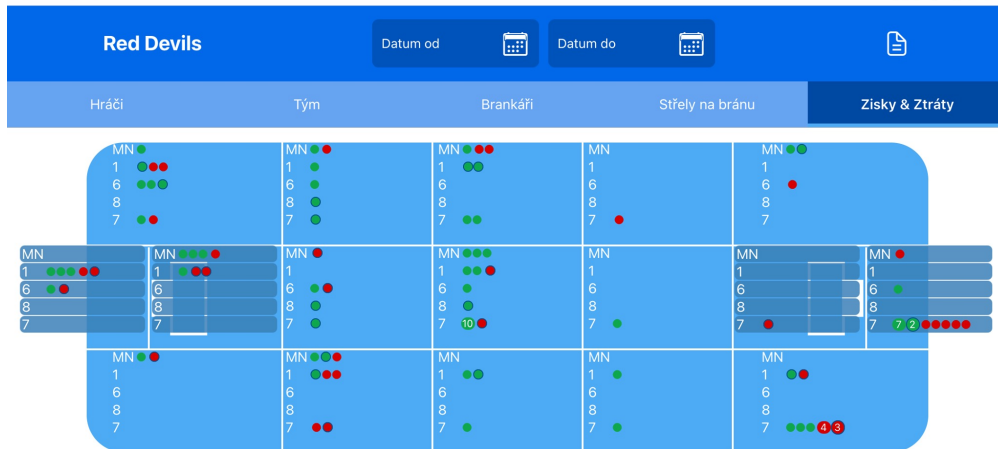 Red Devils Datum od Datum do
Hráči Tým Brankáři Střely na bránu Zisky & Ztráty
MN MN MN MN MN
1 1 1 1 1
6 6 6 6 6
8 8 8 8 8
7 7 7 7 7
MN MN MN MN MN MN MN
1 1 1 1 1 1 1
6 6 6 6 6 6 6
8 8 8 8 8 8 8
7 7 7 7 10 7 7 7 7 2
MN MN MN MN MN
1 1 1 1 1
6 6 6 6 6
8 8 8 8 8
7 7 7 7 7 4 3